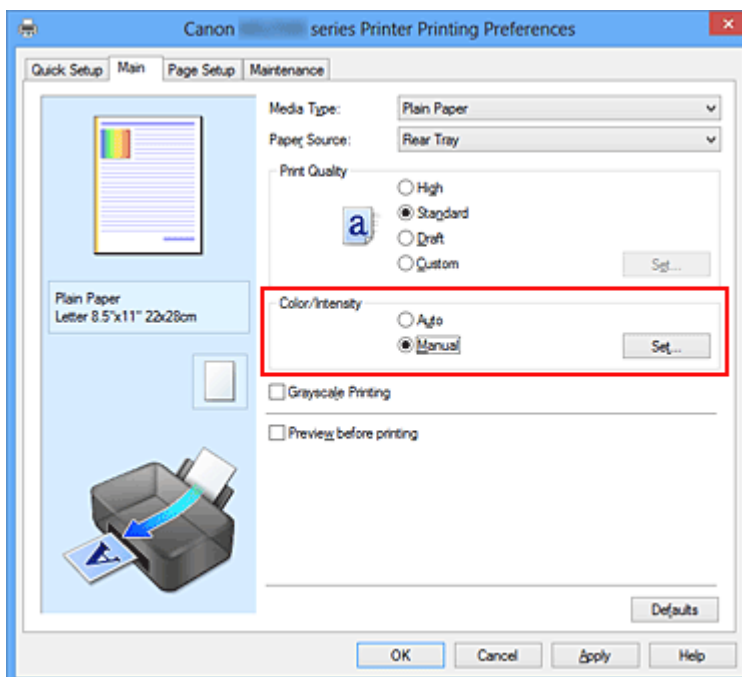 Canon series Printer Printing Preferences
Quick Setup Main Page Setup Maintenance
Media Type: Plain Paper
Paper Source: Rear Tray
Print Quality
High
a Standard
Draft
Custom Set...
Plain Paper
Letter 8.5"x11" 22x28cm
Color/Intensity
Auto
Manual Set...
Grayscale Printing
Preview before printing
A
Defaults
OK Cancel Apply Help